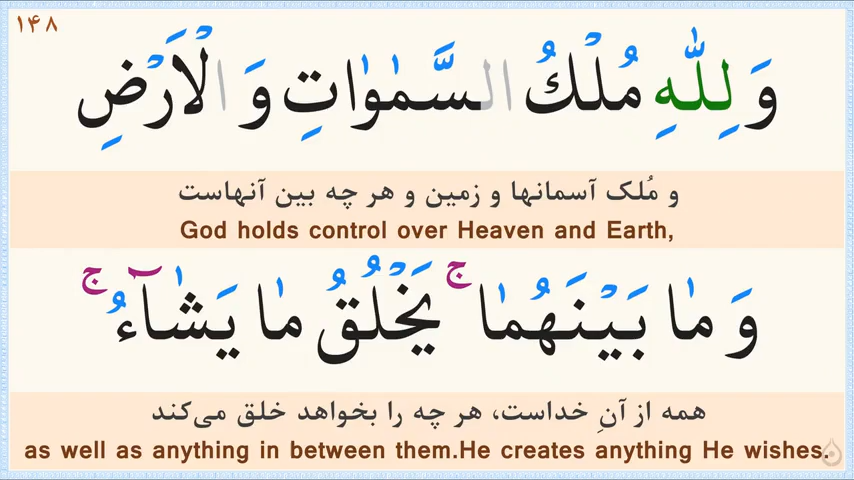 ۱۴۸
وَ لِلّٰهِ مُلْكُ السَّمٰوٰاتِ وَ الْاَرْضِ
و مُلک آسمانها و زمین و هر چه بین آنهاست
God holds control over Heaven and Earth,
وَ مٰا بَيْنَهُمٰا ۚ يَخْلُقُ مٰا يَشٰٓاءُ ۚ
همه از آنِ خداست، هر چه را بخواهد خلق می‌کند
as well as anything in between them.He creates anything He wishes.